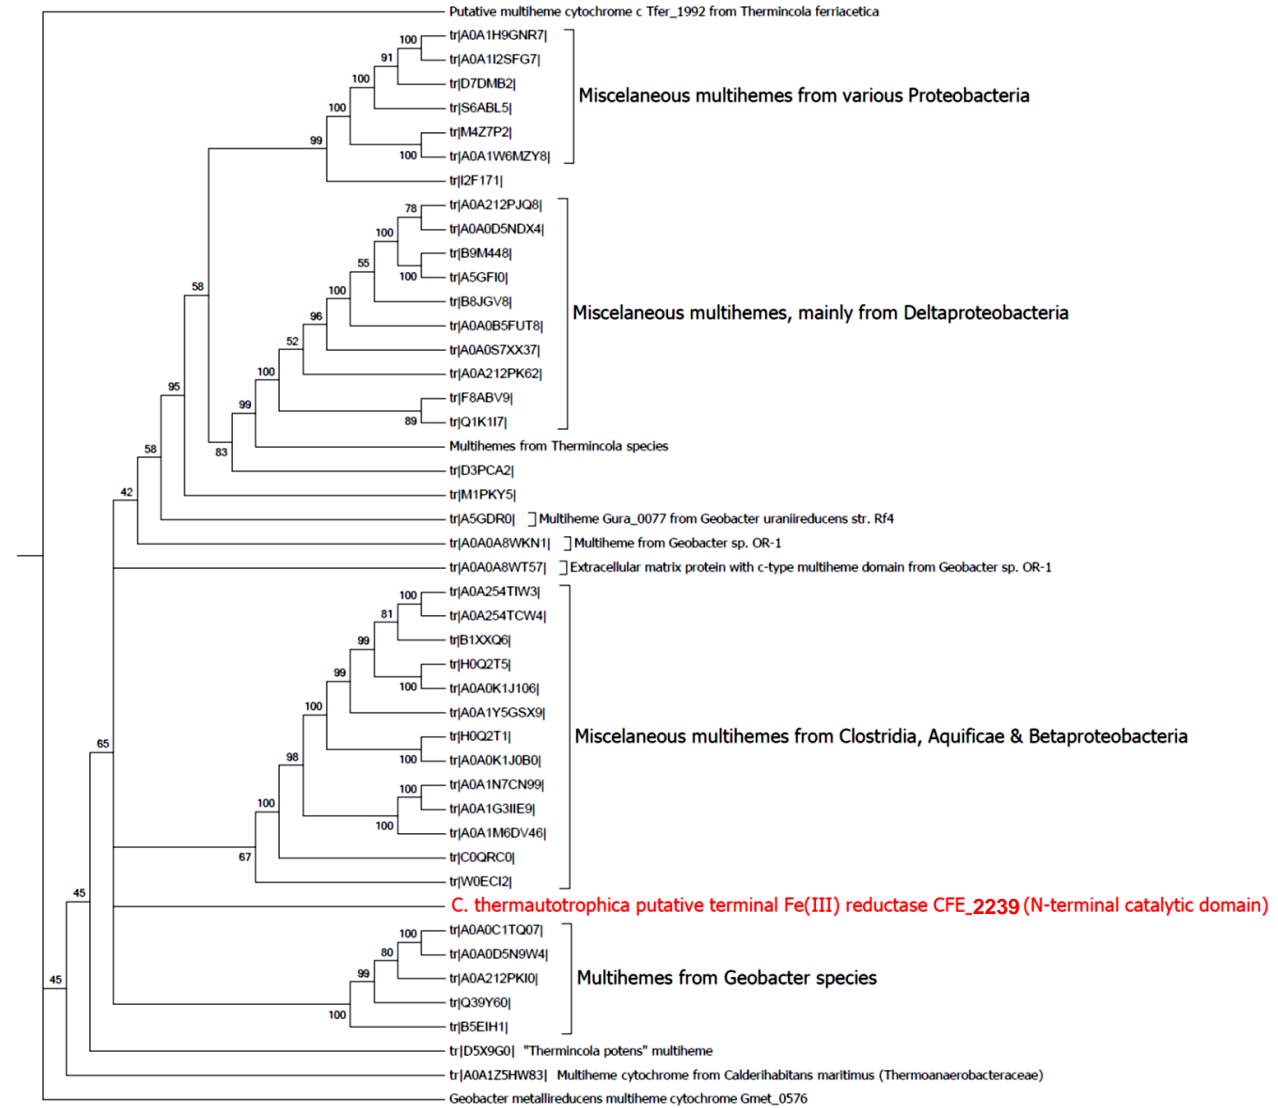 Putative multiheme cytochrome c Tfer_1992 from Thermincola ferriacetica
100 tr|A0A1H9GNR7|
91 tr|A0A1I2SFG7|
100 tr|D7DMB2|
Miscelaneous multihemes from various Proteobacteria
100 tr|S6ABL5|
99 tr|M4Z7P2|
100 tr|A0A1W6MZY8|
tr|I2F171|
78 tr|A0A212PJQ8|
100 tr|A0A0D5NDX4|
55 tr|B9M448|
100 tr|A5GFI0|
58 100 tr|B8JGV8|
Miscelaneous multihemes, mainly from Deltaproteobacteria
96 tr|A0A0B5FUT8|
52 tr|A0A0S7XX37|
100 tr|A0A212PK62|
95 99 tr|F8ABV9|
89 tr|Q1K1I7|
58 83 Multihemes from Thermincola species
tr|D3PCA2|
42 tr|M1PKY5|
tr|A5GDR0| Multiheme Gura_0077 from Geobacter uraniireducens str. Rf4
tr|A0A0A8WKN1| Multiheme from Geobacter sp. OR-1
tr|A0A0A8WT57| Extracellular matrix protein with c-type multiheme domain from Geobacter sp. OR-1
100 tr|A0A254TIW3|
81 tr|A0A254TCW4|
99 tr|B1XXQ6|
99 tr|H0Q2T5|
100 tr|A0A0K1J106|
100 tr|A0A1Y5GSX9|
65 98 tr|H0Q2T1|
Miscelaneous multihemes from Clostridia, Aquificae & Betaproteobacteria
100 tr|A0A0K1J0B0|
100 tr|A0A1N7CN99|
100 tr|A0A1G3IIE9|
100 tr|A0A1M6DV46|
67 tr|C0QRC0|
tr|W0ECI2|
45 C. thermautotrophica putative terminal Fe(III) reductase CFE_2239 (N-terminal catalytic domain)
100 tr|A0A0C1TQ07|
80 tr|A0A0D5N9W4|
45 99 tr|A0A212PKI0| Multihemes from Geobacter species
tr|Q39Y60|
100 tr|B5EIH1|
tr|D5X9G0| "Thermincola potens" multiheme
tr|A0A1Z5HW83| Multiheme cytochrome from Calderihabitans maritimus (Thermoanaerobacteraceae)
Geobacter metallireducens multiheme cytochrome Gmet_0576